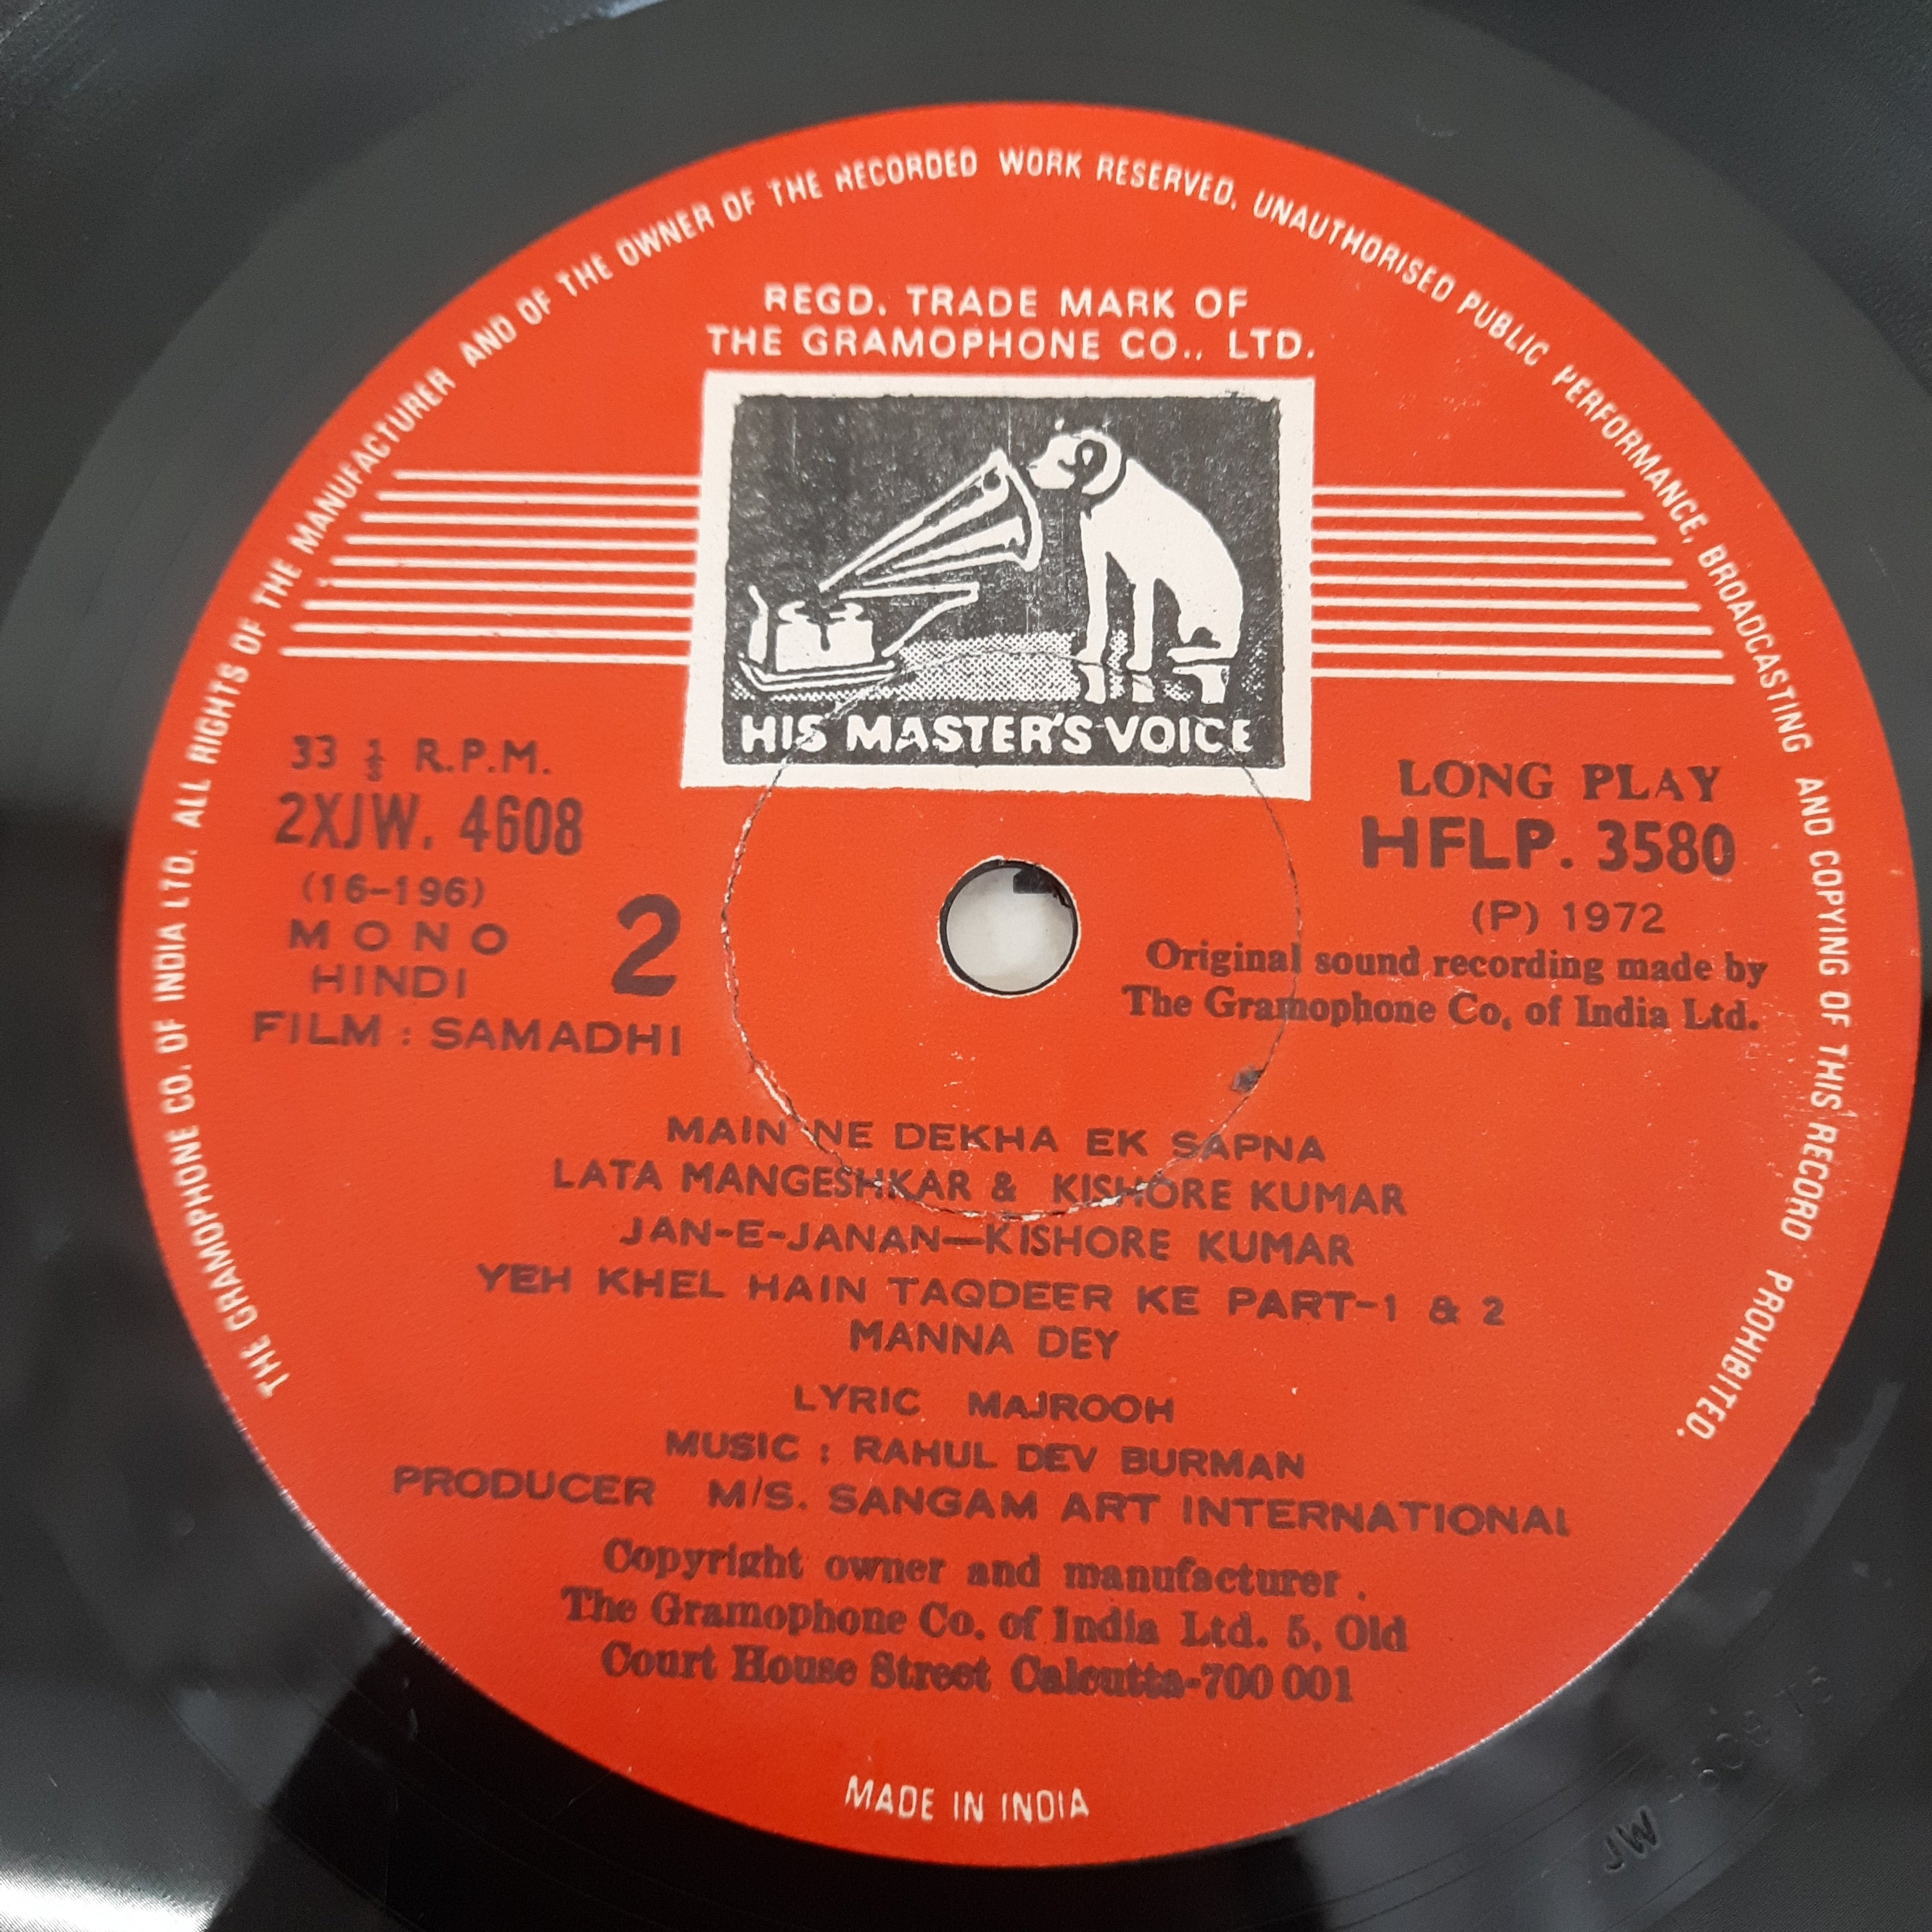 THE GRAMOPHONE CO. OF INDIA LTD. ALL RIGHTS OF THE MANUFACTURER AND OF THE OWNER OF THE RECORDED WORK RESERVED. UNAUTHORISED PUBLIC PERFORMANCE, BROADCASTING AND COPYING OF THIS RECORD PROHIBITED.
REGD. TRADE MARK OF
THE GRAMOPHONE CO., LTD.
HIS MASTER'S VOICE
33 1/3 R.P.M.
2XJW. 4608
(16-196)
MONO
HINDI
2
FILM : SAMADHI
LONG PLAY
HFLP. 3580
(P) 1972
Original sound recording made by
The Gramophone Co. of India Ltd.
MAIN NE DEKHA EK SAPNA
LATA MANGESHKAR & KISHORE KUMAR
JAN-E-JANAN—KISHORE KUMAR
YEH KHEL HAIN TAQDEER KE PART-1 & 2
MANNA DEY
LYRIC MAJROOH
MUSIC : RAHUL DEV BURMAN
PRODUCER M/S. SANGAM ART INTERNATIONAL
Copyright owner and manufacturer .
The Gramophone Co. of India Ltd. 5, Old
Court House Street Calcutta-700 001
MADE IN INDIA